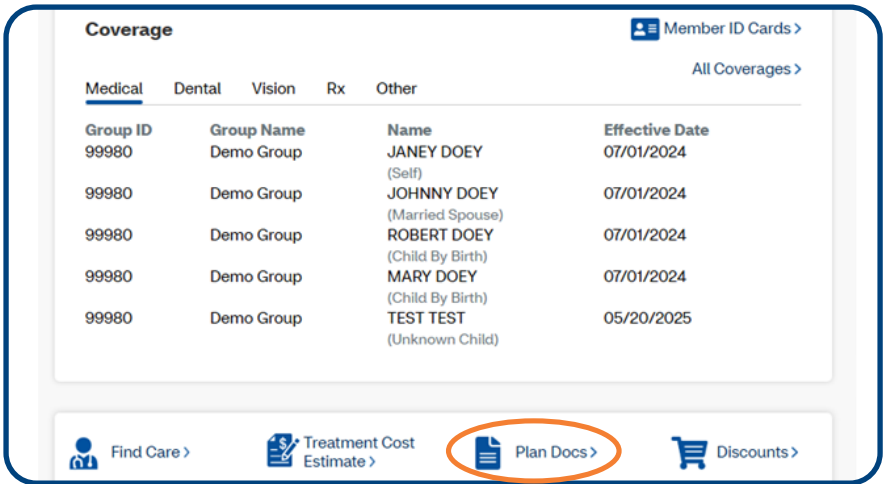 Coverage
Member ID Cards >
All Coverages >
Medical Dental Vision Rx Other
Group ID Group Name Name Effective Date
99980 Demo Group JANEY DOEY 07/01/2024
(Self)
99980 Demo Group JOHNNY DOEY 07/01/2024
(Married Spouse)
99980 Demo Group ROBERT DOEY 07/01/2024
(Child By Birth)
99980 Demo Group MARY DOEY 07/01/2024
(Child By Birth)
99980 Demo Group TEST TEST 05/20/2025
(Unknown Child)
Find Care >
Treatment Cost
Estimate >
Plan Docs >
Discounts >